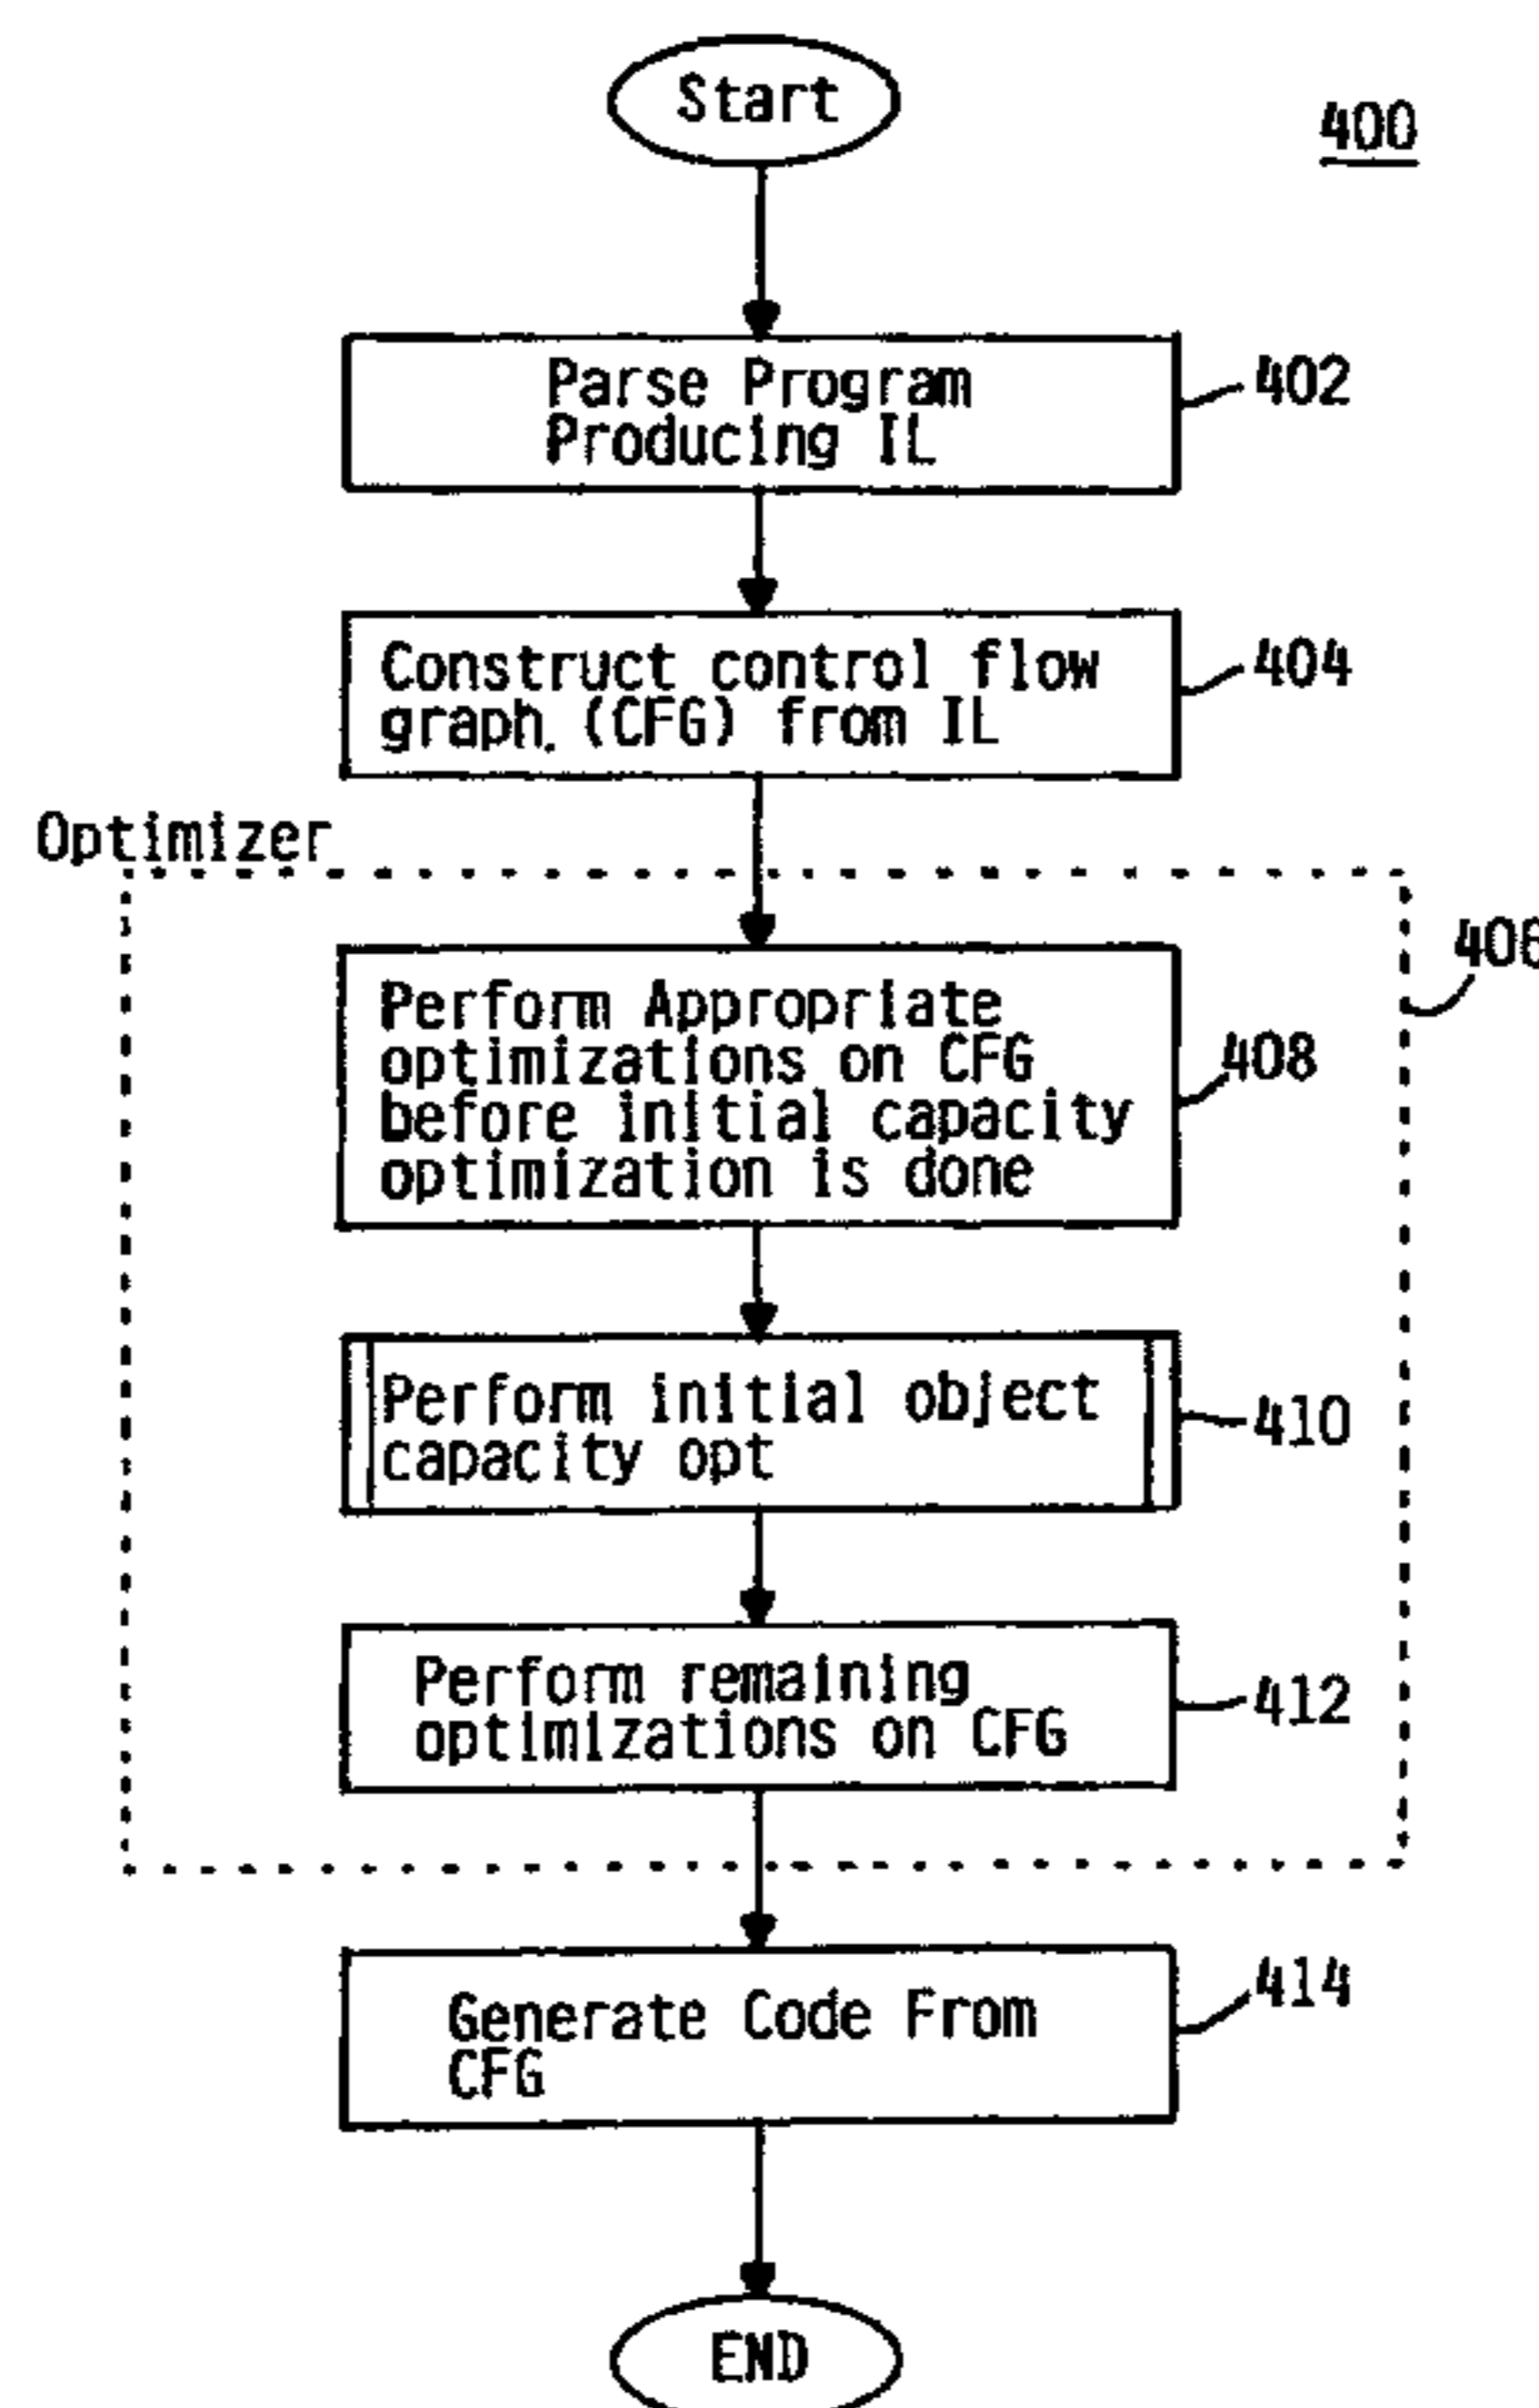 Start
400
Parse Program
Producing IL
402
Construct control flow
graph. (CFG) from IL
404
Optimizer
406
Perform Appropriate
optimizations on CFG
before initial capacity
optimization is done
408
Perform initial object
capacity opt
410
Perform remaining
optimizations on CFG
412
Generate Code From
CFG
414
END